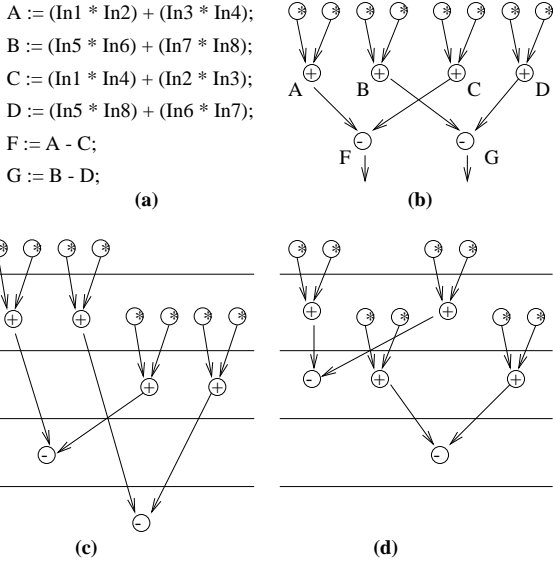 A := (In1 * In2) + (In3 * In4);
B := (In5 * In6) + (In7 * In8);
C := (In1 * In4) + (In2 * In3);
D := (In5 * In8) + (In6 * In7);
F := A - C;
G := B - D;
(a)
* * * * * * * *
+ + + +
A B C D
- -
F G
(b)
* * * *
+ + * * * *
+ +
-
-
(c)
* * * *
+ * * + * *
- + +
-
(d)